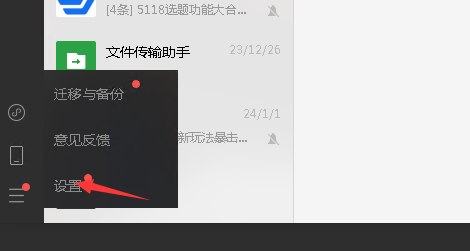 [4条] 5118选题功能大合...
文件传输助手 23/12/26
迁移与备份
24/1/1
意见反馈
新玩法暴击...
设置